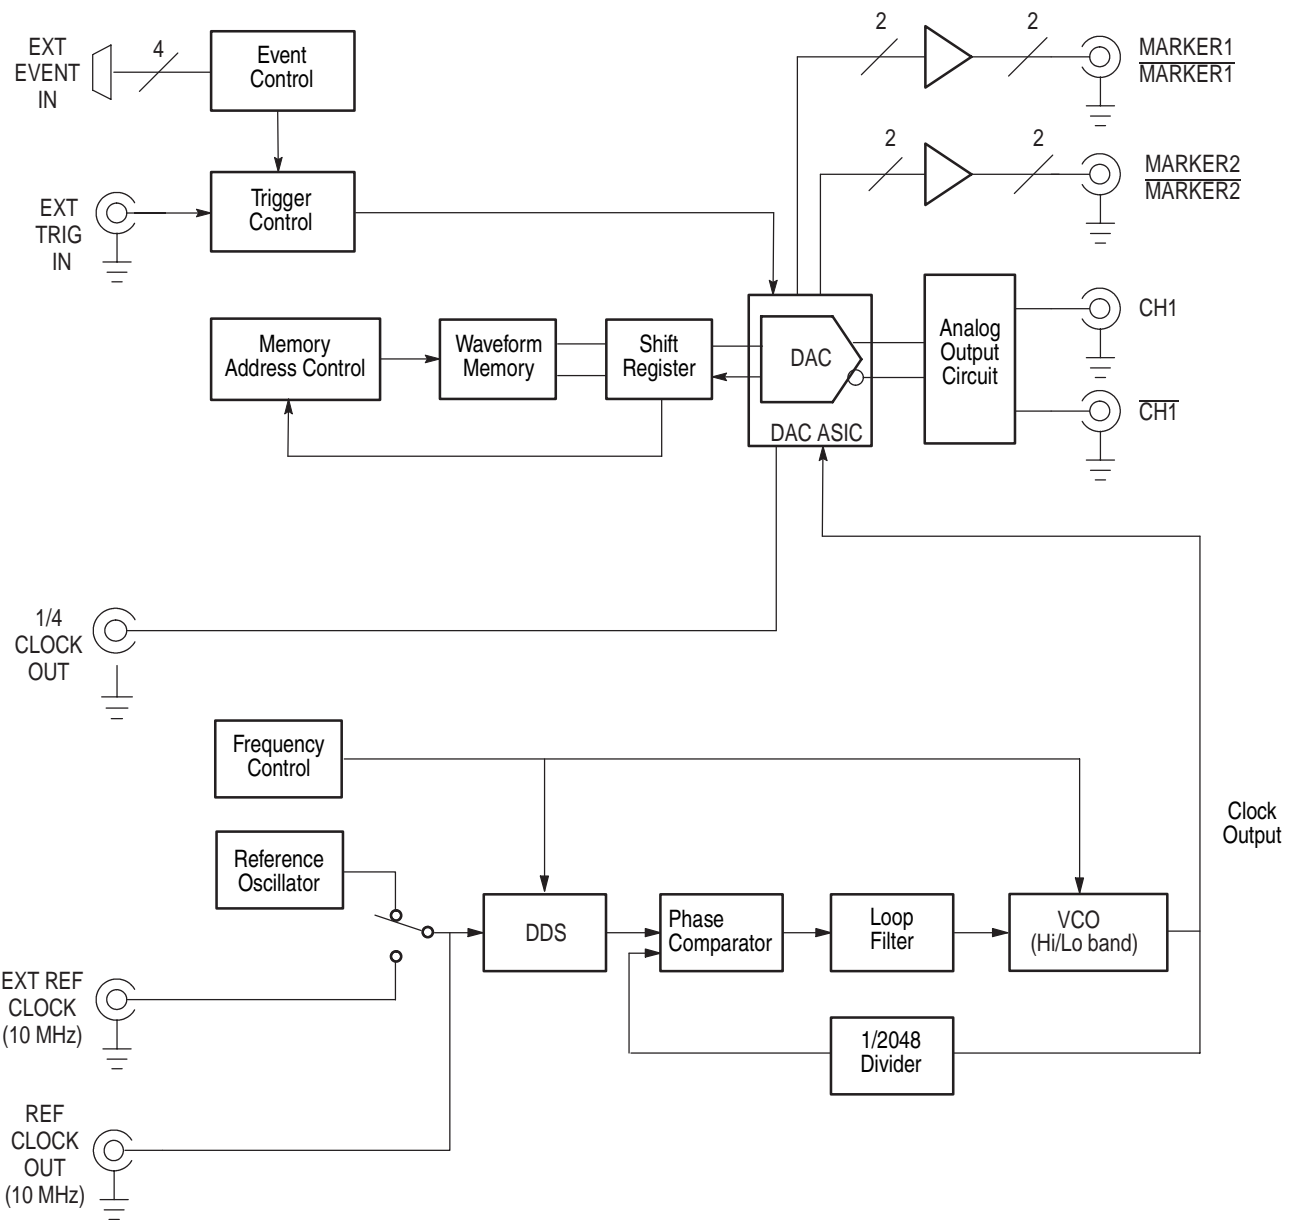 EXT
EVENT
IN
4
Event
Control
2
2
MARKER1
MARKER1
2
2
MARKER2
MARKER2
EXT
TRIG
IN
Trigger
Control
Memory
Address Control
Waveform
Memory
Shift
Register
DAC
DAC ASIC
Analog
Output
Circuit
CH1
CH1
1/4
CLOCK
OUT
Frequency
Control
Clock
Output
Reference
Oscillator
DDS
Phase
Comparator
Loop
Filter
VCO
(Hi/Lo band)
EXT REF
CLOCK
(10 MHz)
1/2048
Divider
REF
CLOCK
OUT
(10 MHz)